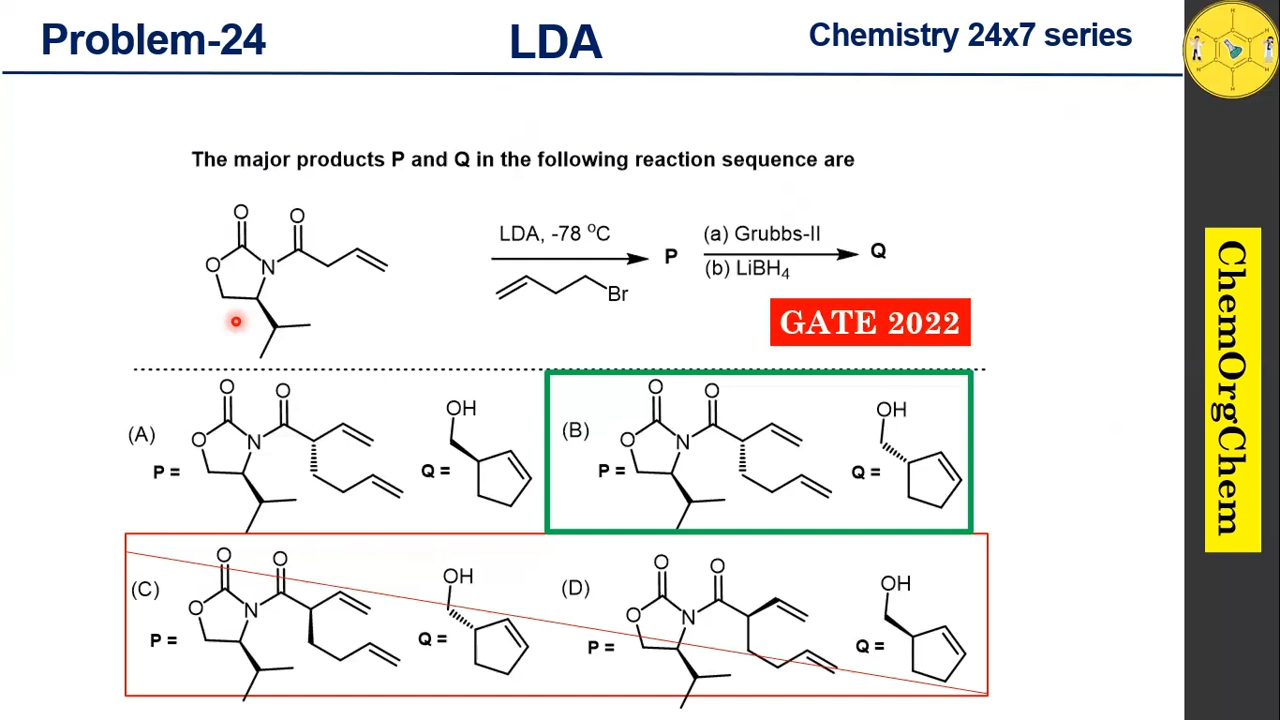 Problem-24
LDA
Chemistry 24x7 series
The major products P and Q in the following reaction sequence are
O
O
O
N
LDA, -78 °C
Br
P
(a) Grubbs-II
(b) LiBH4
Q
GATE 2022
(A)
P =
O
O
O
N
Q =
OH
(B)
P =
O
O
O
N
Q =
OH
(C)
P =
O
O
O
N
Q =
OH
(D)
P =
O
O
O
N
Q =
OH
H
H
H
H
H
H
ChemOrgChem